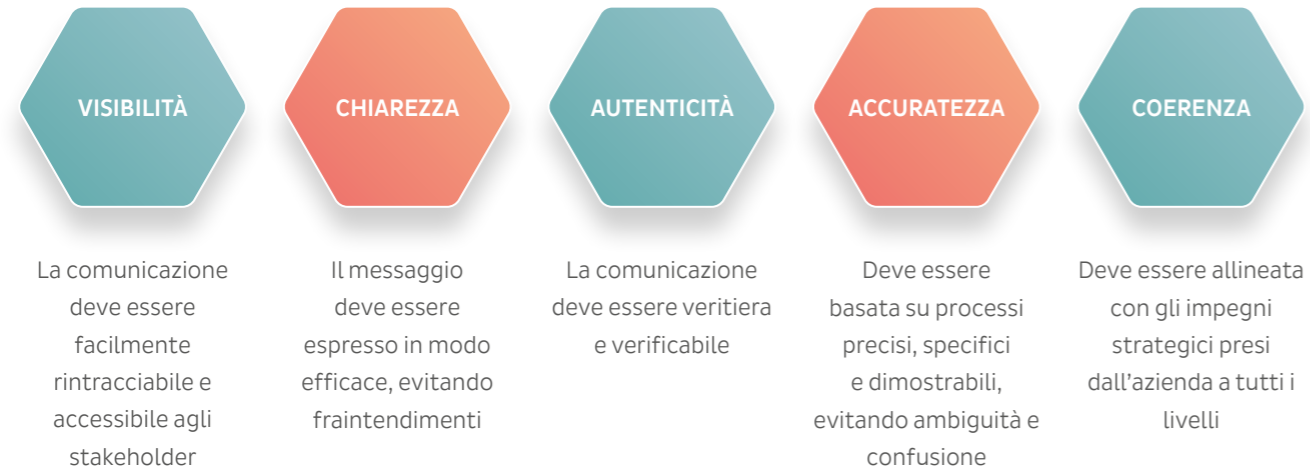 VISIBILITÀ
La comunicazione
deve essere
facilmente
rintracciabile e
accessibile agli
stakeholder
CHIAREZZA
Il messaggio
deve essere
espresso in modo
efficace, evitando
fraintendimenti
AUTENTICITÀ
La comunicazione
deve essere veritiera
e verificabile
ACCURATEZZA
Deve essere
basata su processi
precisi, specifici
e dimostrabili,
evitando ambiguità e
confusione
COERENZA
Deve essere allineata
con gli impegni
strategici presi
dall’azienda a tutti i
livelli